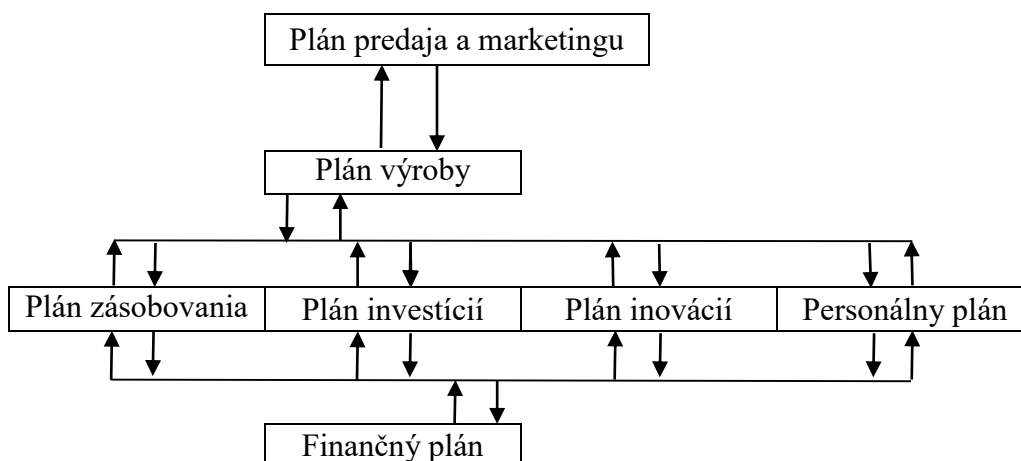 Plán predaja a marketingu
Plán výroby
Plán zásobovania
Plán investícií
Plán inovácií
Personálny plán
Finančný plán